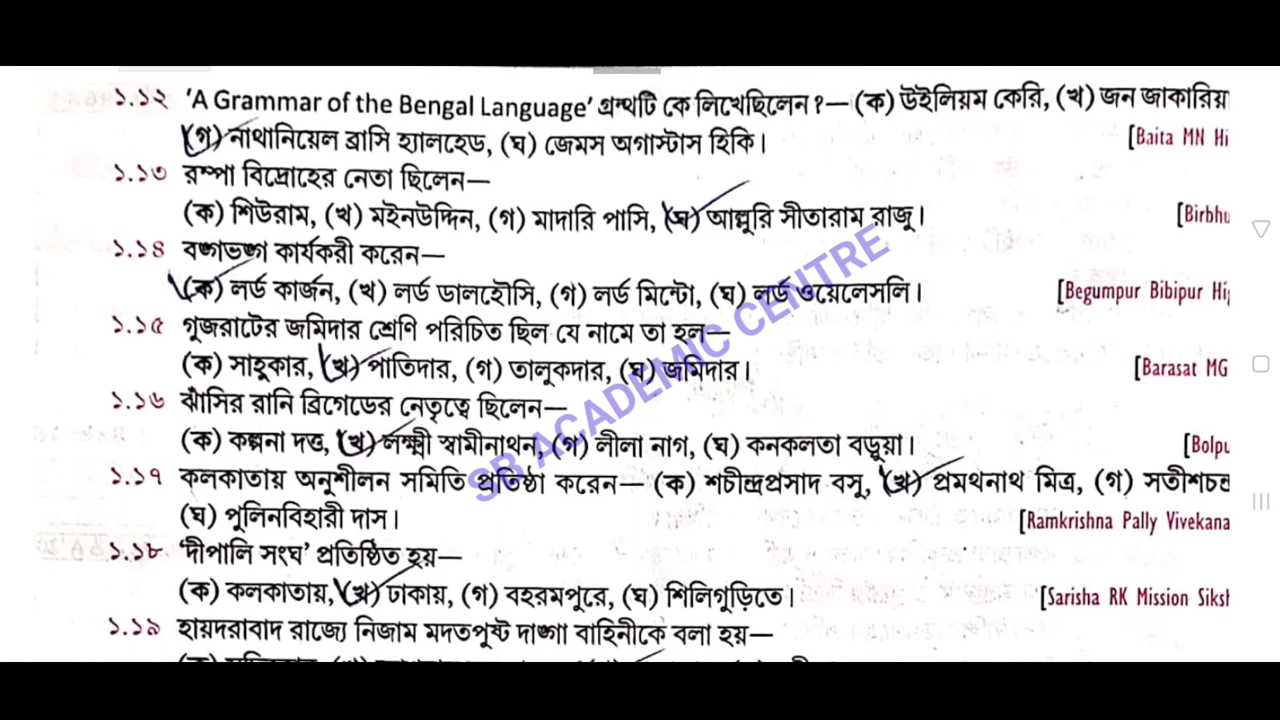 ১.১২ 'A Grammar of the Bengal Language' গ্রন্থটি কে লিখেছিলেন ?— (ক) উইলিয়ম কেরি, (খ) জন জাকারিয়া
(গ) নাথানিয়েল ব্রাসি হ্যালহেড, (ঘ) জেমস অগাস্টাস হিকি। [Baita MN Hi
১.১৩ রম্পা বিদ্রোহের নেতা ছিলেন—
(ক) শিউরাম, (খ) মইনউদ্দিন, (গ) মাদারি পাসি, (ঘ) আল্লুরি সীতারাম রাজু। [Birbhu
১.১৪ বঙ্গভঙ্গ কার্যকরী করেন—
(ক) লর্ড কার্জন, (খ) লর্ড ডালহৌসি, (গ) লর্ড মিন্টো, (ঘ) লর্ড ওয়েলেসলি। [Begumpur Bibipur Hig
১.১৫ গুজরাটের জমিদার শ্রেণি পরিচিত ছিল যে নামে তা হল—
(ক) সাহুকার, (খ) পাতিদার, (গ) তালুকদার, (ঘ) জমিদার। [Barasat MG
১.১৬ ঝাঁসির রানি ব্রিগেডের নেতৃত্বে ছিলেন—
(ক) কল্পনা দত্ত, (খ) লক্ষ্মী স্বামীনাথন, (গ) লীলা নাগ, (ঘ) কনকলতা বড়ুয়া। [Bolpu
১.১৭ কলকাতায় অনুশীলন সমিতি প্রতিষ্ঠা করেন— (ক) শচীন্দ্রপ্রসাদ বসু, (খ) প্রমথনাথ মিত্র, (গ) সতীশচন্দ্র
(ঘ) পুলিনবিহারী দাস। [Ramkrishna Pally Vivekana
১.১৮ 'দীপালি সংঘ' প্রতিষ্ঠিত হয়—
(ক) কলকাতায়, (খ) ঢাকায়, (গ) বহরমপুরে, (ঘ) শিলিগুড়িতে। [Sarisha RK Mission Siksh
১.১৯ হায়দরাবাদ রাজ্যে নিজাম মদতপুষ্ট দাঙ্গা বাহিনীকে বলা হয়—
SB ACADEMIC CENTRE